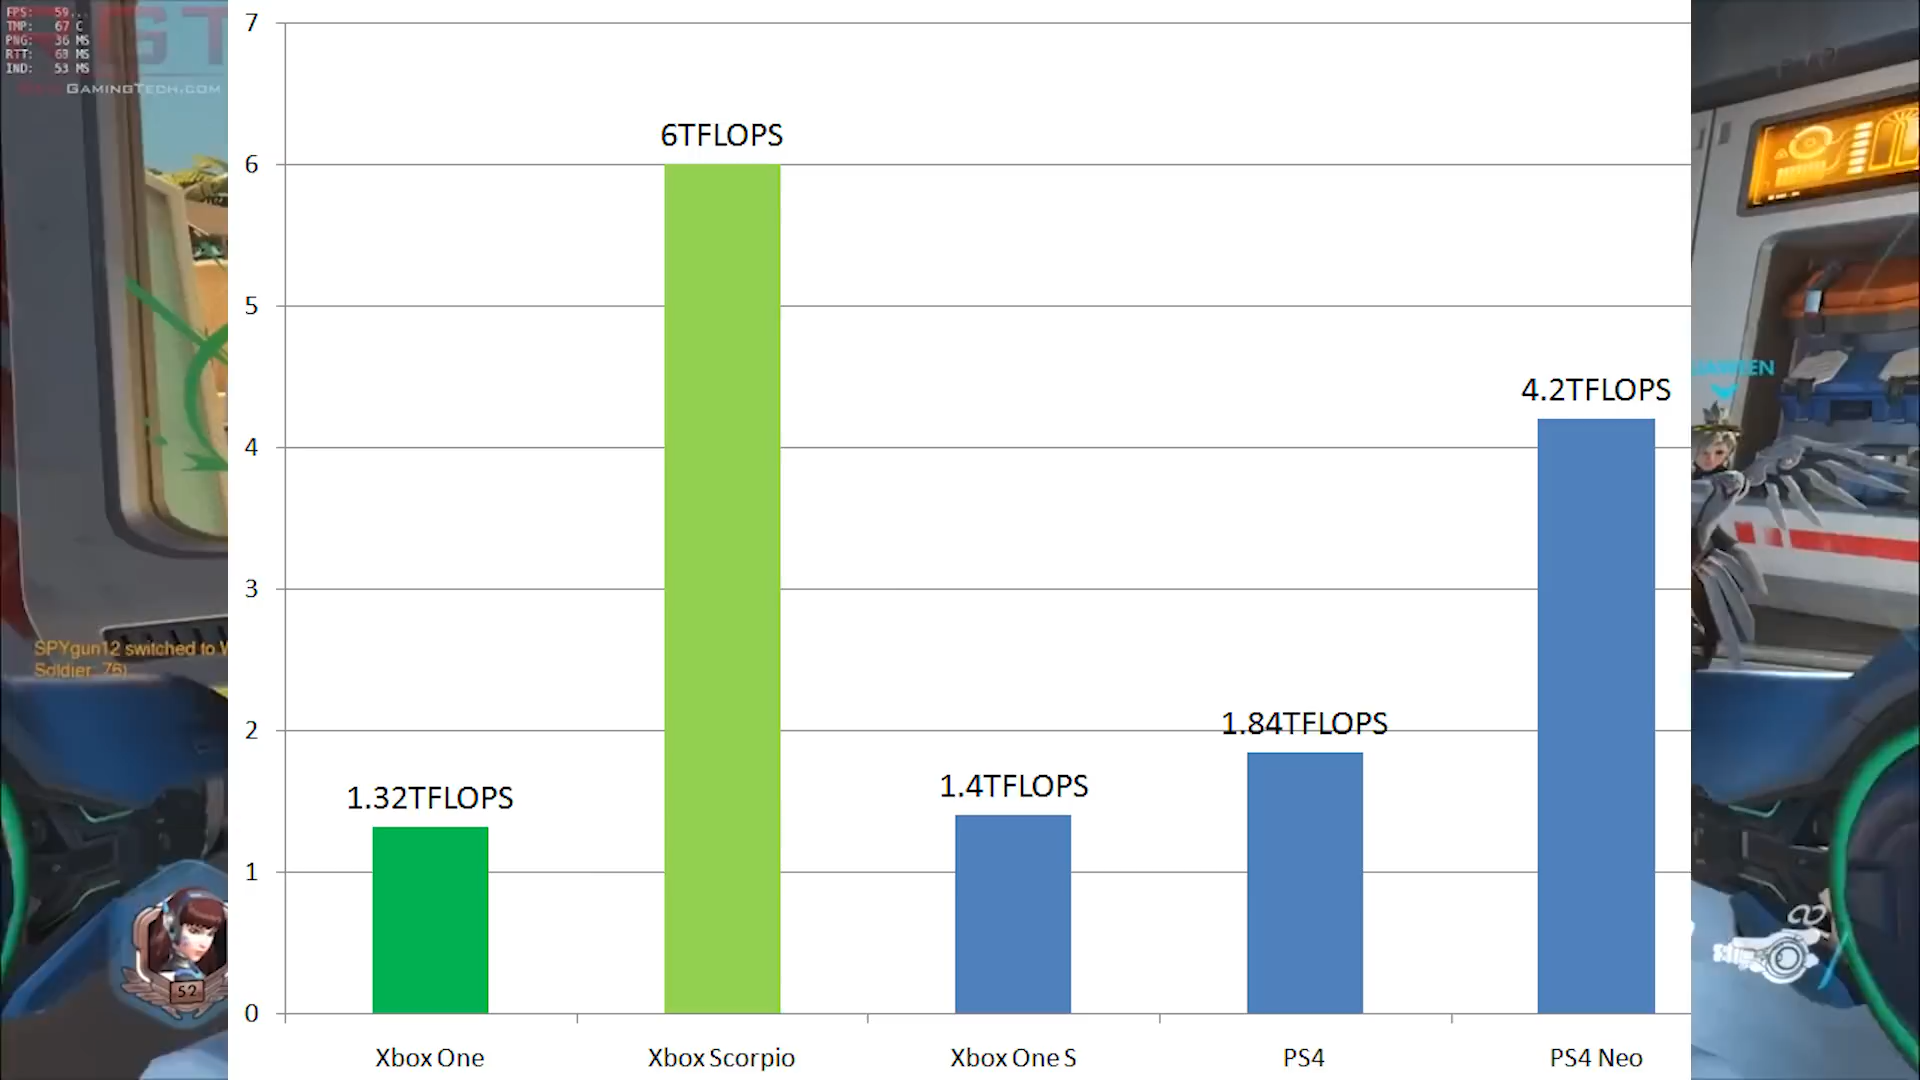 FPS: 59
TMP: 67 C
PNG: 36 MS
RTT: 63 MS
IND: 53 MS
RGT
GAMINGTECH.COM
7
6
5
4
3
2
1
0
1.32TFLOPS
6TFLOPS
1.4TFLOPS
1.84TFLOPS
4.2TFLOPS
Xbox One
Xbox Scorpio
Xbox One S
PS4
PS4 Neo
SPYgun12 switched to
Soldier: 76)
52